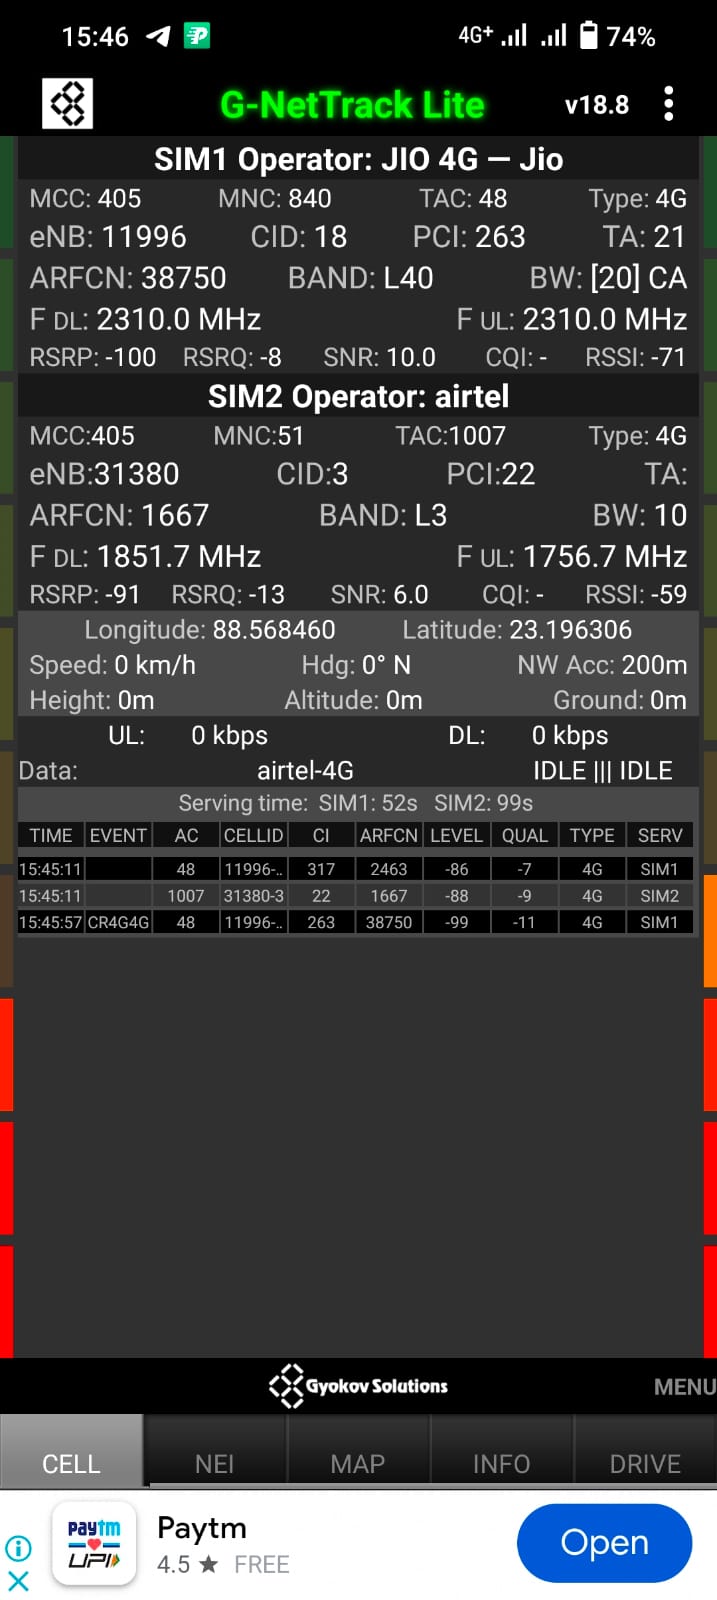 15:46 4G+ 74%
G-NetTrack Lite v18.8
SIM1 Operator: JIO 4G — Jio
MCC: 405 MNC: 840 TAC: 48 Type: 4G
eNB: 11996 CID: 18 PCI: 263 TA: 21
ARFCN: 38750 BAND: L40 BW: [20] CA
F DL: 2310.0 MHz F UL: 2310.0 MHz
RSRP: -100 RSRQ: -8 SNR: 10.0 CQI: - RSSI: -71
SIM2 Operator: airtel
MCC:405 MNC:51 TAC:1007 Type: 4G
eNB:31380 CID:3 PCI:22 TA:
ARFCN: 1667 BAND: L3 BW: 10
F DL: 1851.7 MHz F UL: 1756.7 MHz
RSRP: -91 RSRQ: -13 SNR: 6.0 CQI: - RSSI: -59
Longitude: 88.568460 Latitude: 23.196306
Speed: 0 km/h Hdg: 0° N NW Acc: 200m
Height: 0m Altitude: 0m Ground: 0m
UL: 0 kbps DL: 0 kbps
Data: airtel-4G IDLE ||| IDLE
Serving time: SIM1: 52s SIM2: 99s
TIME EVENT AC CELLID CI ARFCN LEVEL QUAL TYPE SERV
15:45:11 48 11996-.. 317 2463 -86 -7 4G SIM1
15:45:11 1007 31380-3 22 1667 -88 -9 4G SIM2
15:45:57 CR4G4G 48 11996-.. 263 38750 -99 -11 4G SIM1
Gyokov Solutions MENU
CELL NEI MAP INFO DRIVE
paytm UPI
Paytm
4.5 ★ FREE
Open